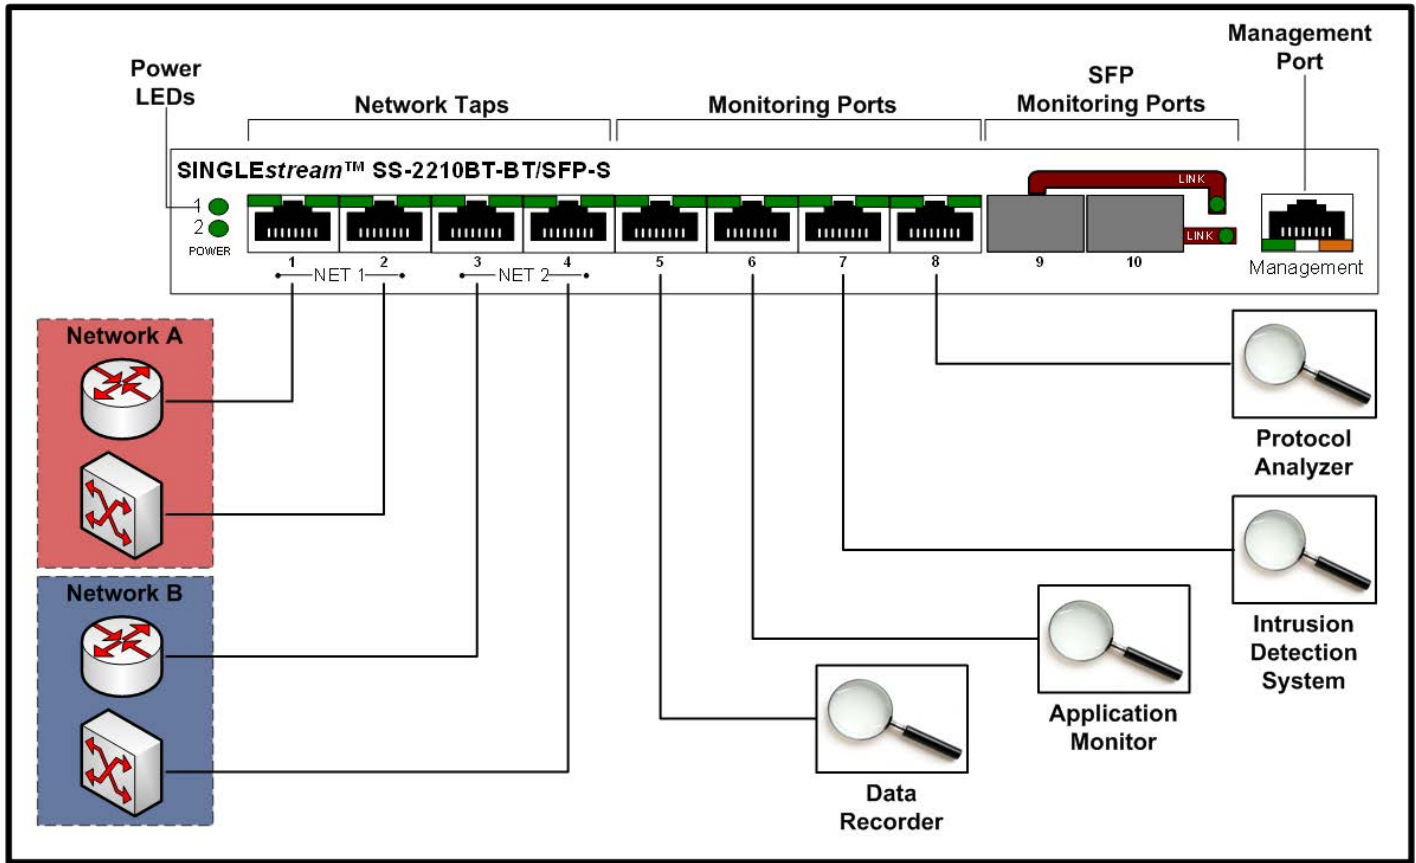 Management
Port
Power
LEDs
SFP
Monitoring Ports
Network Taps
Monitoring Ports
SINGLEstream™ SS-2210BT-BT/SFP-S
LINK
1
2
POWER
LINK
1
2
3
4
5
6
7
8
9
10
NET 1
NET 2
Management
Network A
Network B
Protocol
Analyzer
Intrusion
Detection
System
Application
Monitor
Data
Recorder